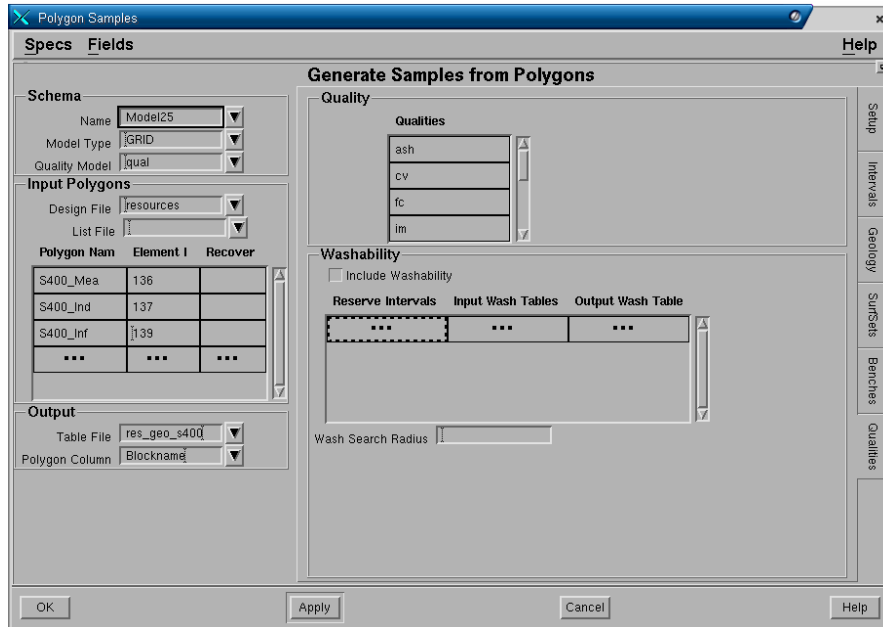 Polygon Samples
Specs Fields Help
Generate Samples from Polygons
Schema
Name Model25
Model Type GRID
Quality Model qual
Input Polygons
Design File resources
List File
Polygon Nam Element I Recover
S400_Mea 136
S400_Ind 137
S400_Inf 139
... ...
Output
Table File res_geo_s400
Polygon Column Blockname
Quality
Qualities
ash
cv
fc
im
Washability
Include Washability
Reserve Intervals Input Wash Tables Output Wash Table
... ... ...
Wash Search Radius
Setup
Intervals
Geology
SurfSets
Benches
Qualities
OK Apply Cancel Help